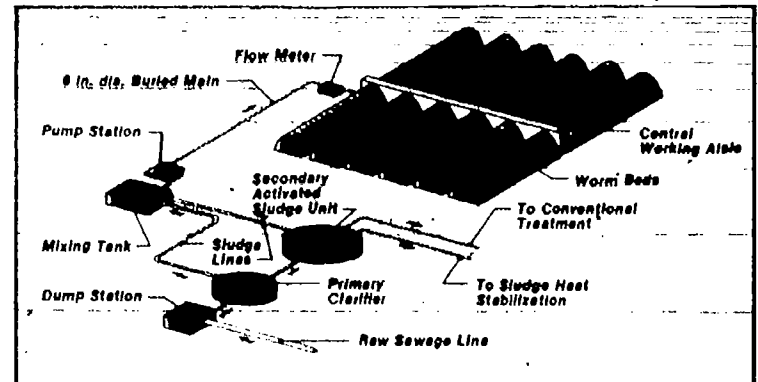 Flow Meter
6 in. dia. Buried Main
Pump Station
Central
Working Aisle
Secondary
Activated
Sludge Unit
Worm Beds
To Conventional
Treatment
Mixing Tank
Sludge
Lines
Primary
Clarifier
To Sludge Heat
Stabilization
Dump Station
Raw Sewage Line